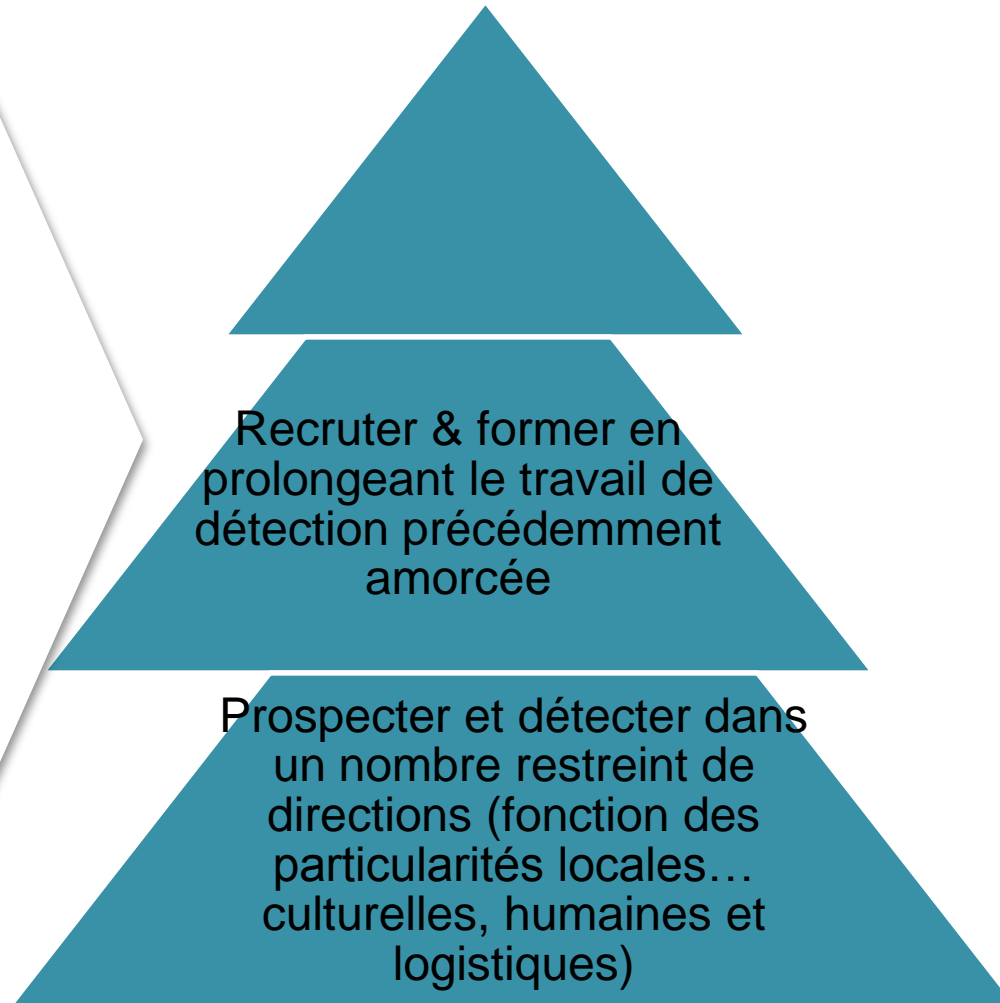 Recruter & former en
prolongeant le travail de
détection précédemment
amorcée
Prospecter et détecter dans
un nombre restreint de
directions (fonction des
particularités locales…
culturelles, humaines et
logistiques)